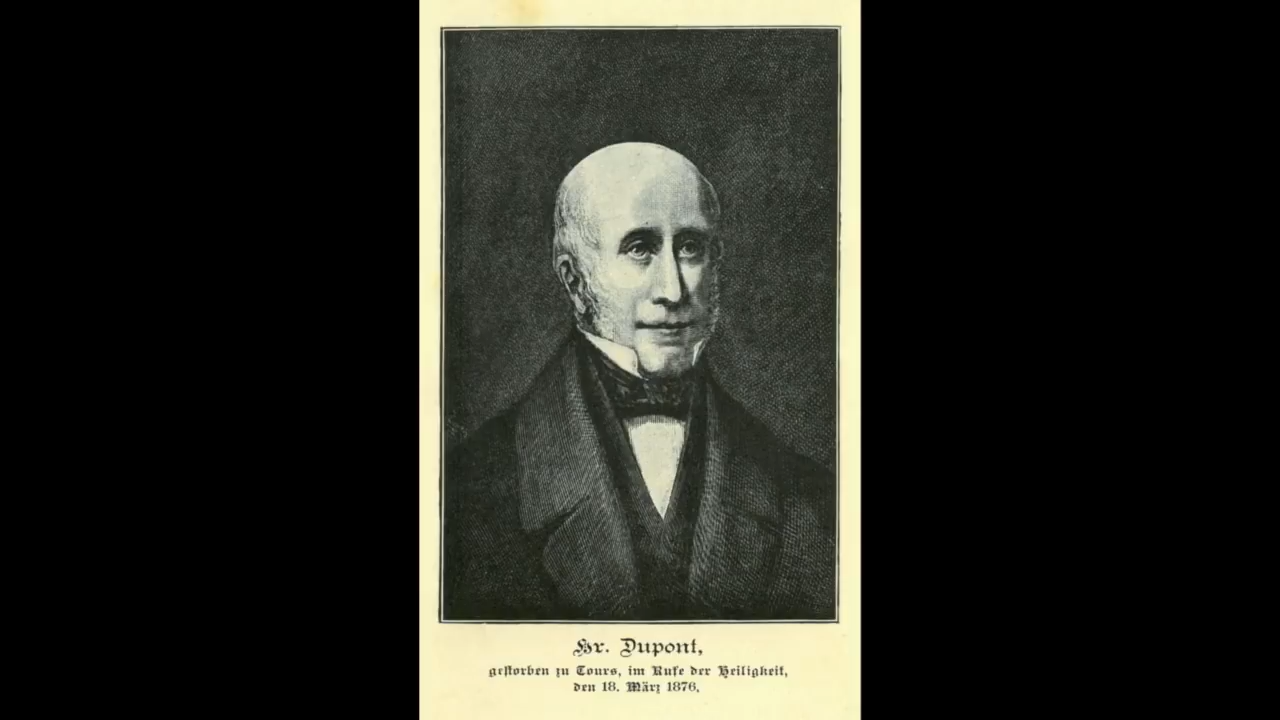 Hr. Dupont,
gestorben zu Tours, im Rufe der Heiligkeit,
den 18. März 1876.